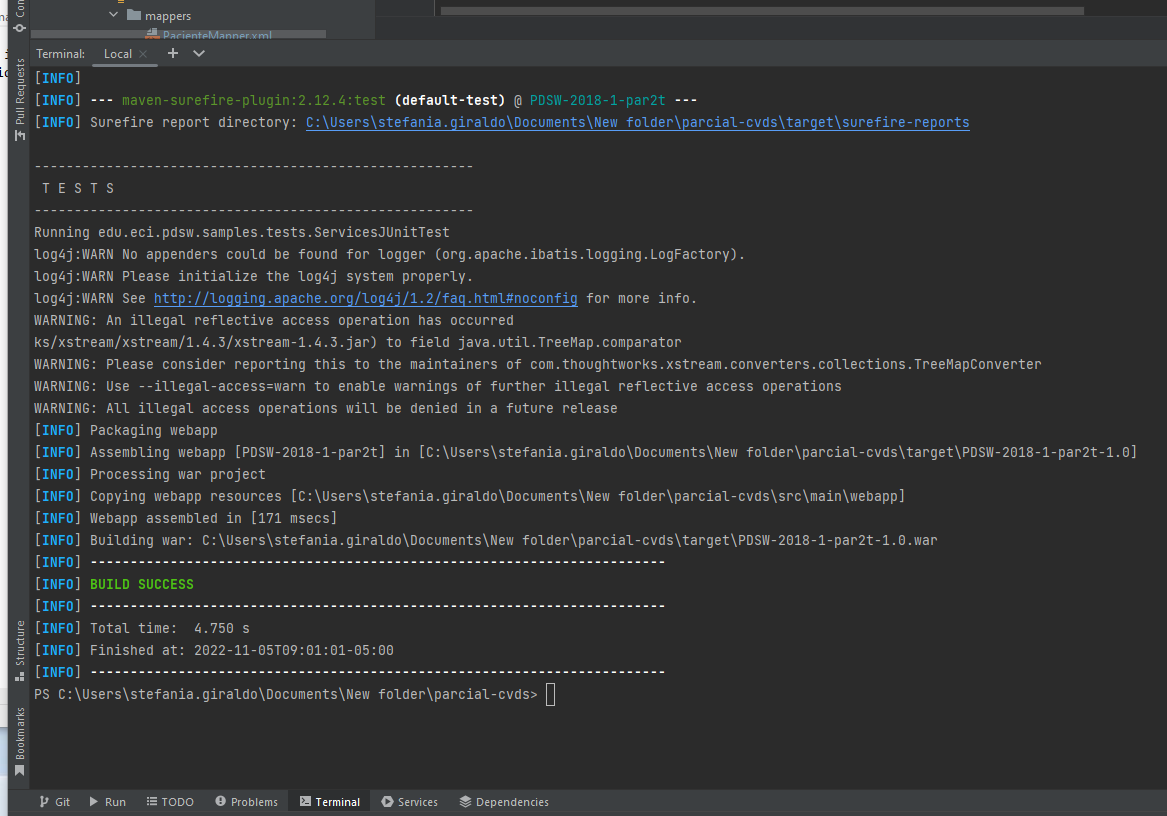 mappers
PacienteMapper.xml
Terminal: Local
[INFO]
[INFO] --- maven-surefire-plugin:2.12.4:test (default-test) @ PDSW-2018-1-par2t ---
[INFO] Surefire report directory: C:\Users\stefania.giraldo\Documents\New folder\parcial-cvds\target\surefire-reports
-------------------------------------------------------
T E S T S
-------------------------------------------------------
Running edu.eci.pdsw.samples.tests.ServicesJUnitTest
log4j:WARN No appenders could be found for logger (org.apache.ibatis.logging.LogFactory).
log4j:WARN Please initialize the log4j system properly.
log4j:WARN See http://logging.apache.org/log4j/1.2/faq.html#noconfig for more info.
WARNING: An illegal reflective access operation has occurred
ks/xstream/xstream/1.4.3/xstream-1.4.3.jar) to field java.util.TreeMap.comparator
WARNING: Please consider reporting this to the maintainers of com.thoughtworks.xstream.converters.collections.TreeMapConverter
WARNING: Use --illegal-access=warn to enable warnings of further illegal reflective access operations
WARNING: All illegal access operations will be denied in a future release
[INFO] Packaging webapp
[INFO] Assembling webapp [PDSW-2018-1-par2t] in [C:\Users\stefania.giraldo\Documents\New folder\parcial-cvds\target\PDSW-2018-1-par2t-1.0]
[INFO] Processing war project
[INFO] Copying webapp resources [C:\Users\stefania.giraldo\Documents\New folder\parcial-cvds\src\main\webapp]
[INFO] Webapp assembled in [171 msecs]
[INFO] Building war: C:\Users\stefania.giraldo\Documents\New folder\parcial-cvds\target\PDSW-2018-1-par2t-1.0.war
[INFO] ------------------------------------------------------------------------
[INFO] BUILD SUCCESS
[INFO] ------------------------------------------------------------------------
[INFO] Total time:  4.750 s
[INFO] Finished at: 2022-11-05T09:01:01-05:00
[INFO] ------------------------------------------------------------------------
PS C:\Users\stefania.giraldo\Documents\New folder\parcial-cvds>
Pull Requests
Structure
Bookmarks
Git Run TODO Problems Terminal Services Dependencies